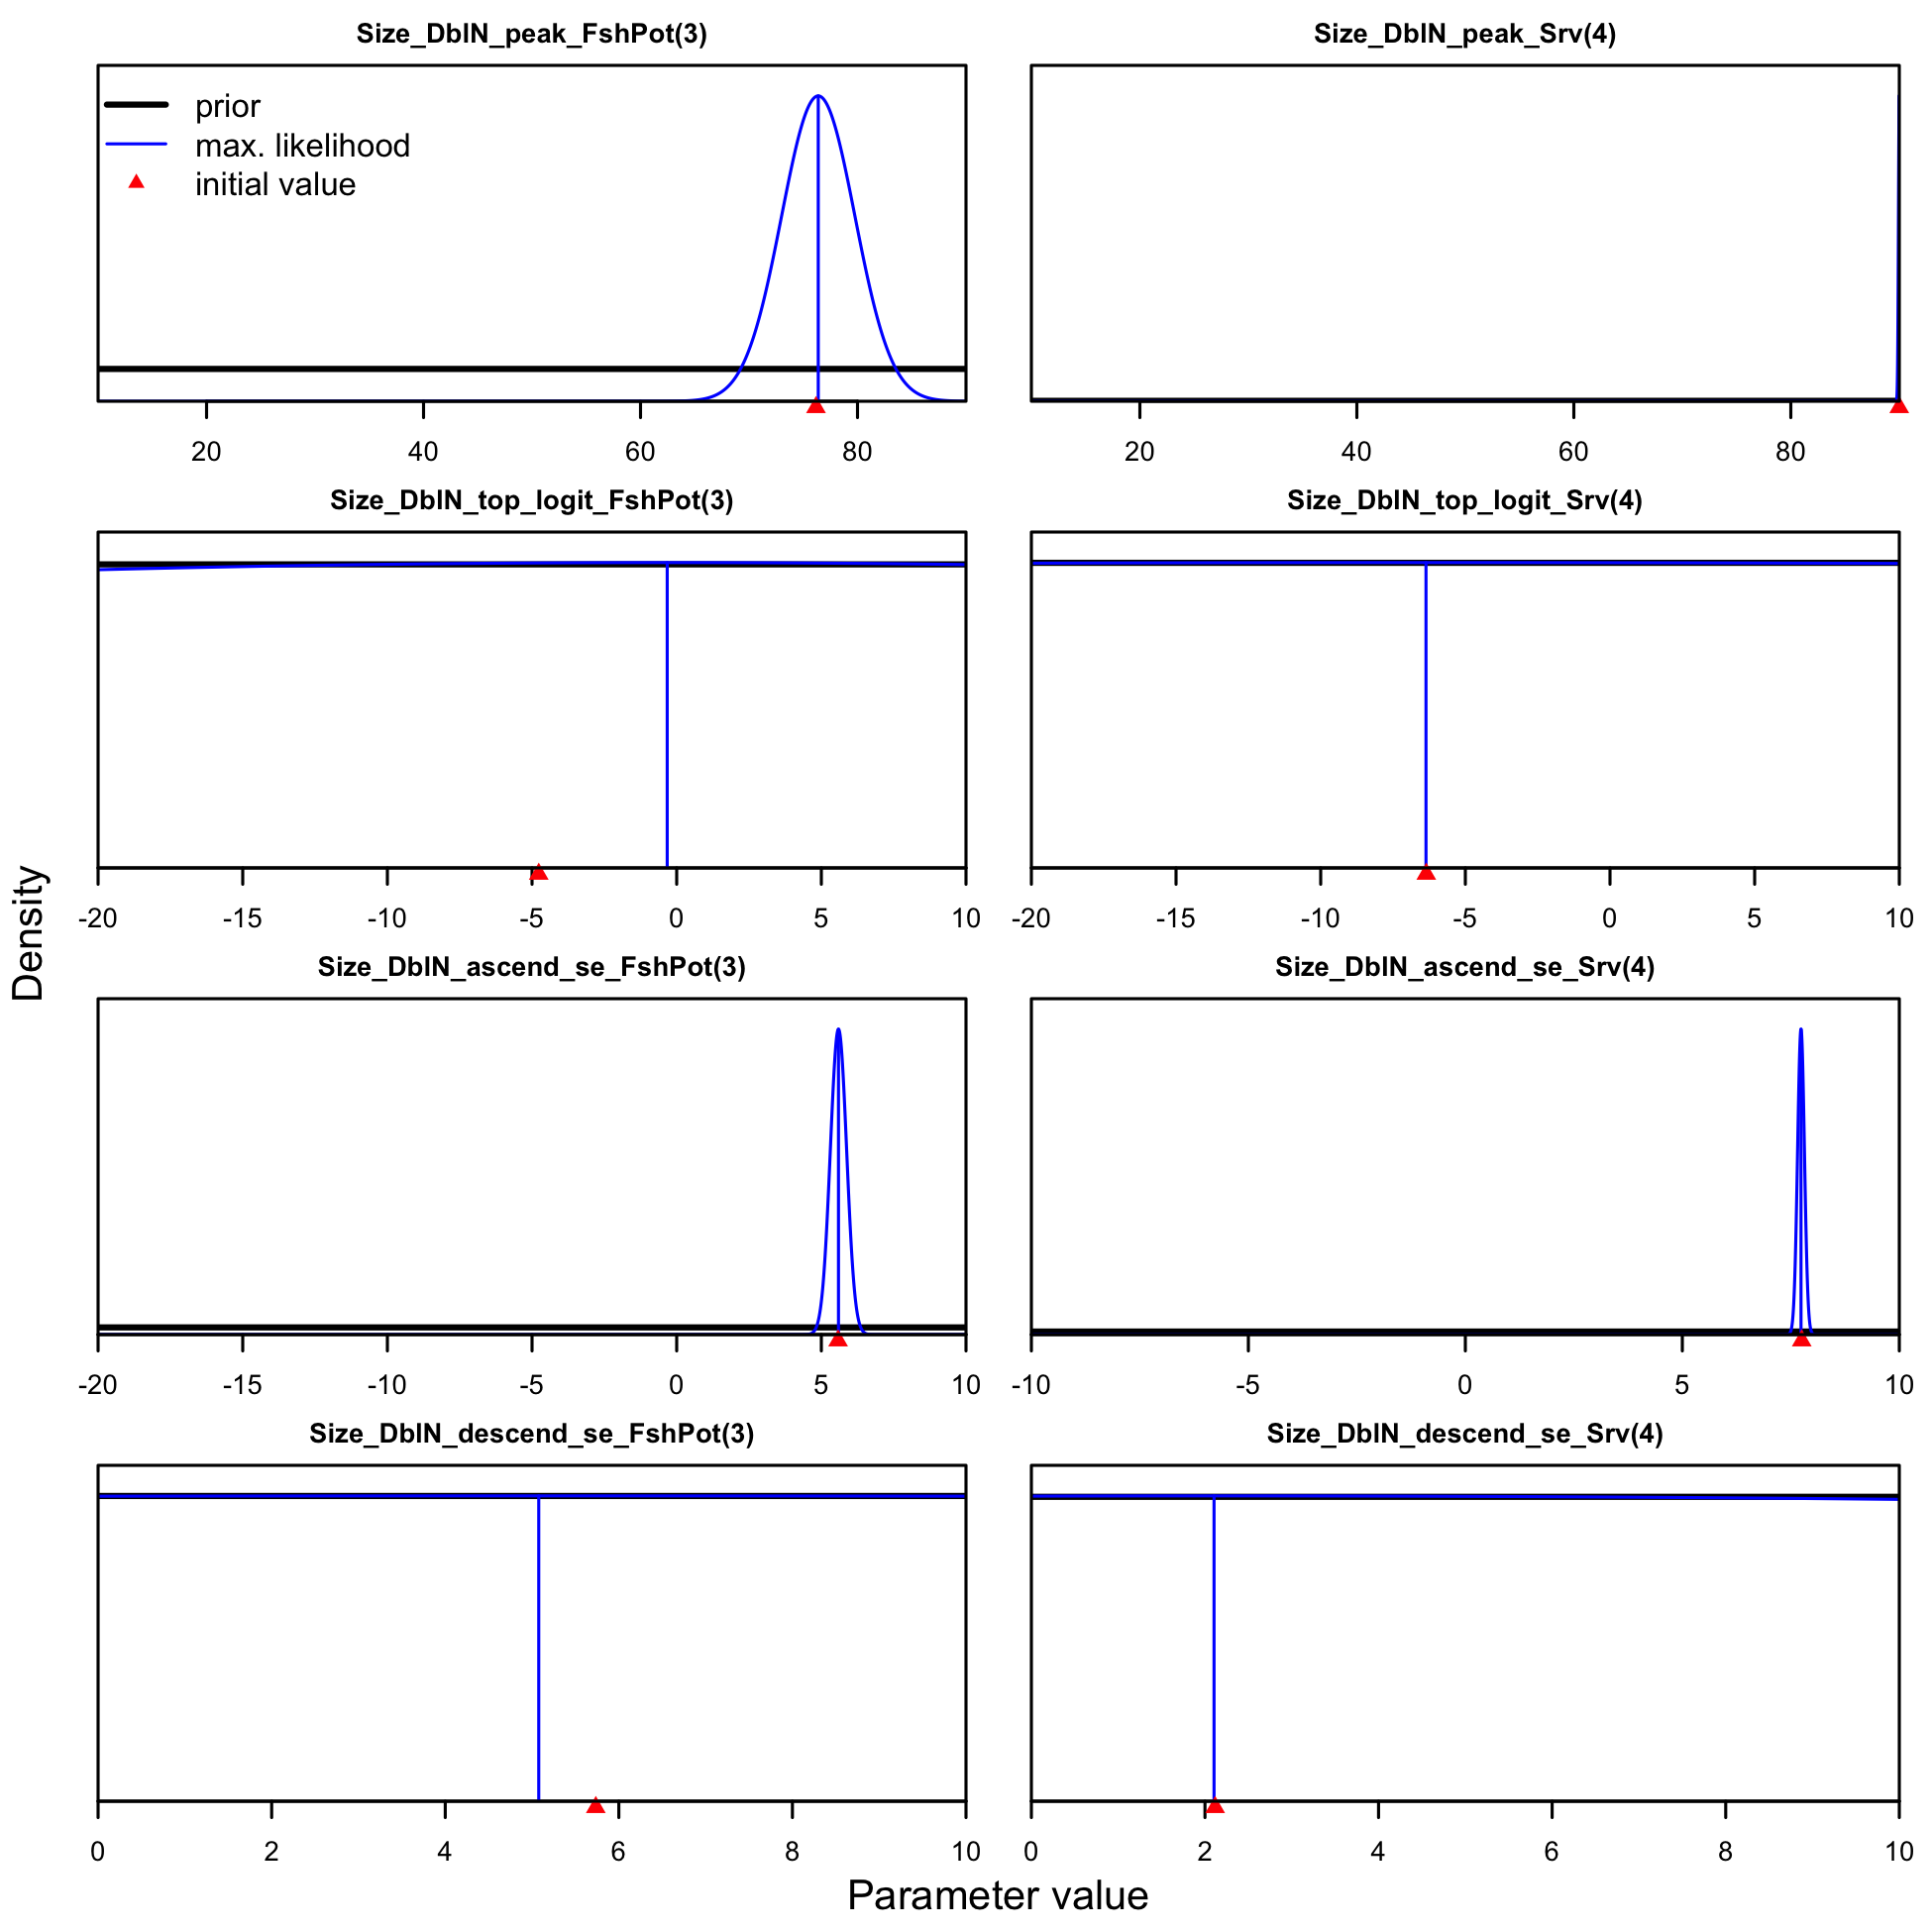 Size_DblN_peak_FshPot(3)
Size_DblN_peak_Srv(4)
prior
max. likelihood
initial value
20 40 60 80
20 40 60 80
Size_DblN_top_logit_FshPot(3)
Size_DblN_top_logit_Srv(4)
-20 -15 -10 -5 0 5 10
-20 -15 -10 -5 0 5 10
Density
Size_DblN_ascend_se_FshPot(3)
Size_DblN_ascend_se_Srv(4)
-20 -15 -10 -5 0 5 10
-10 -5 0 5 10
Size_DblN_descend_se_FshPot(3)
Size_DblN_descend_se_Srv(4)
0 2 4 6 8 10
0 2 4 6 8 10
Parameter value